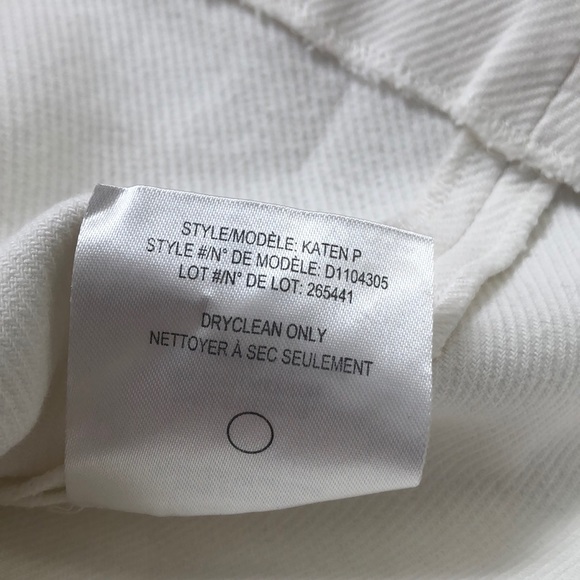 STYLE/MODÈLE: KATEN P
STYLE #/N° DE MODÈLE: D1104305
LOT #/N° DE LOT: 265441
DRYCLEAN ONLY
NETTOYER À SEC SEULEMENT